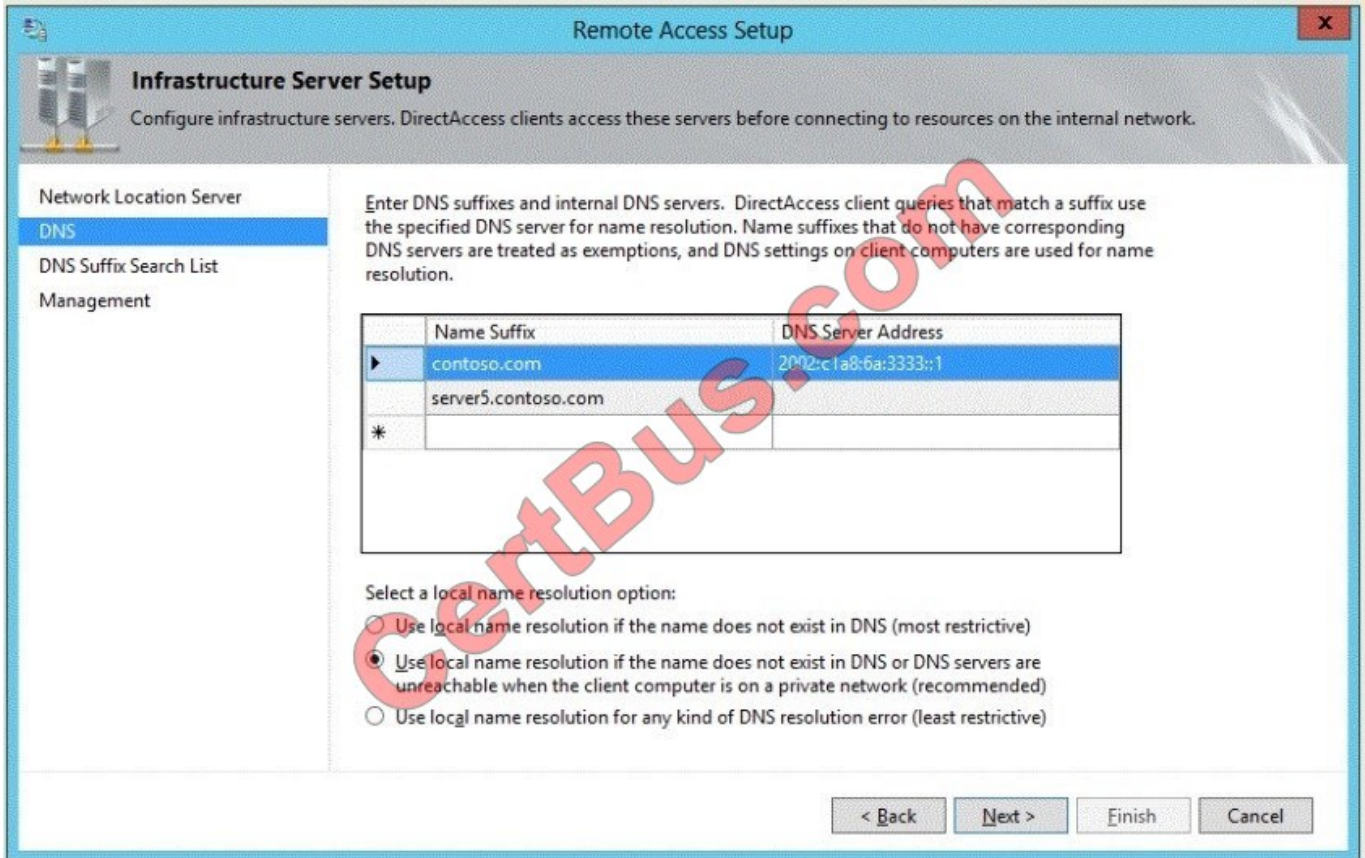 Remote Access Setup
x
Infrastructure Server Setup
Configure infrastructure servers. DirectAccess clients access these servers before connecting to resources on the internal network.
Network Location Server
DNS
DNS Suffix Search List
Management
Enter DNS suffixes and internal DNS servers. DirectAccess client queries that match a suffix use
the specified DNS server for name resolution. Name suffixes that do not have corresponding
DNS servers are treated as exemptions, and DNS settings on client computers are used for name
resolution.
Name Suffix DNS Server Address
contoso.com 2002:c1a8:6a:3333::1
server5.contoso.com
*
Select a local name resolution option:
Use local name resolution if the name does not exist in DNS (most restrictive)
Use local name resolution if the name does not exist in DNS or DNS servers are
unreachable when the client computer is on a private network (recommended)
Use local name resolution for any kind of DNS resolution error (least restrictive)
< Back Next > Finish Cancel
CertBus.com